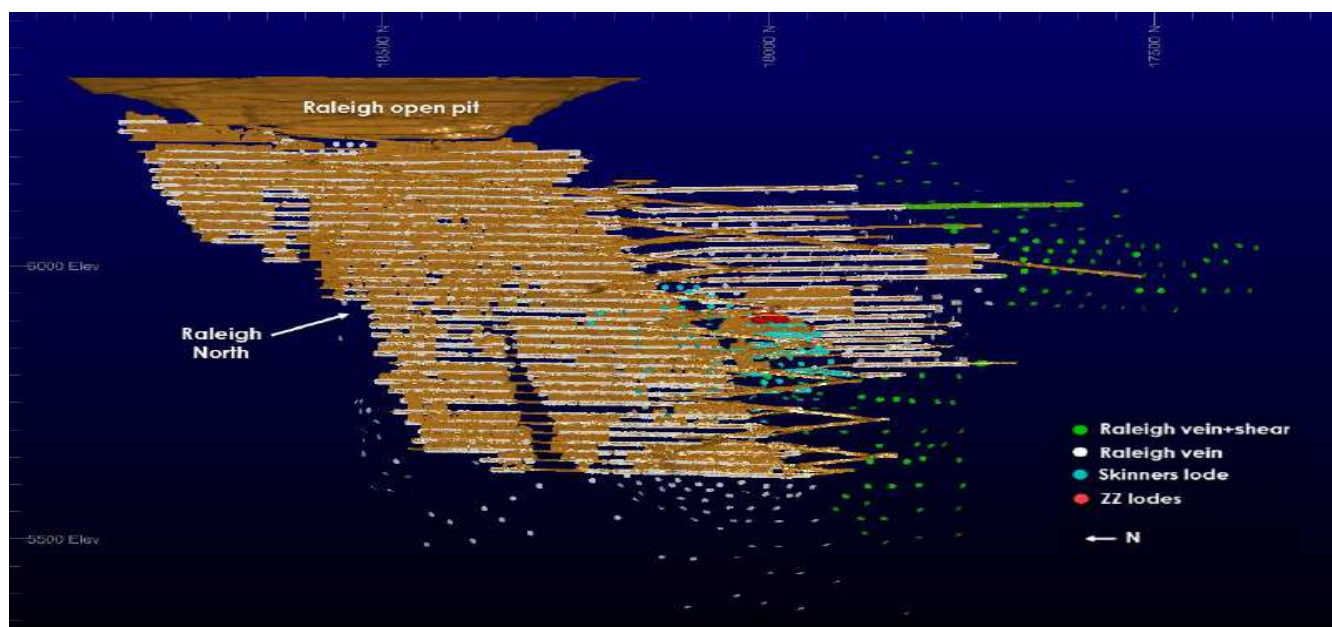 18500 N
18000 N
17500 N
Raleigh open pit
6000 Elev
Raleigh
North
Raleigh vein+shear
Raleigh vein
Skinners lode
ZZ lodes
N
5500 Elev